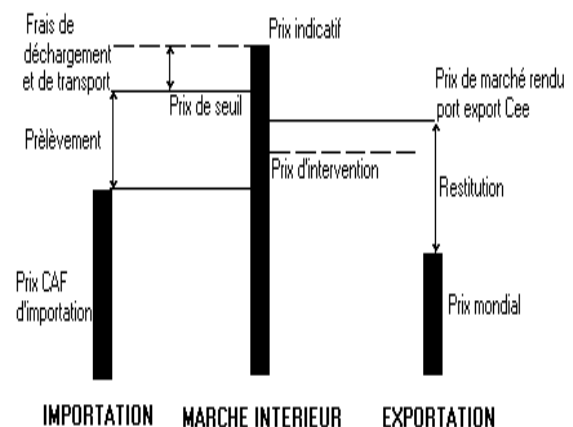 Frais de
déchargement
et de transport
Prix indicatif
Prix de seuil
Prix de marché rendu
port export Cee
Prèlèvement
Prix d'intervention
Restitution
Prix CAF
d'importation
Prix mondial
IMPORTATION
MARCHE INTERIEUR
EXPORTATION